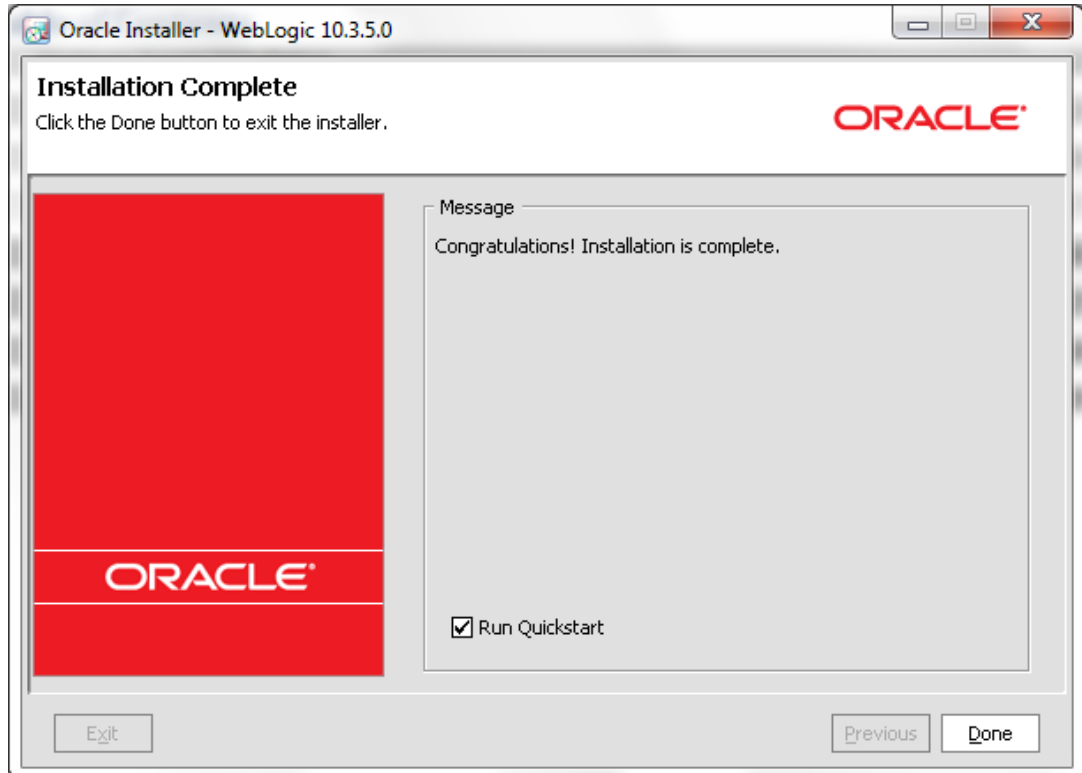 Oracle Installer - WebLogic 10.3.5.0
Installation Complete
Click the Done button to exit the installer.
ORACLE
Message
Congratulations! Installation is complete.
ORACLE
Run Quickstart
Exit
Previous
Done